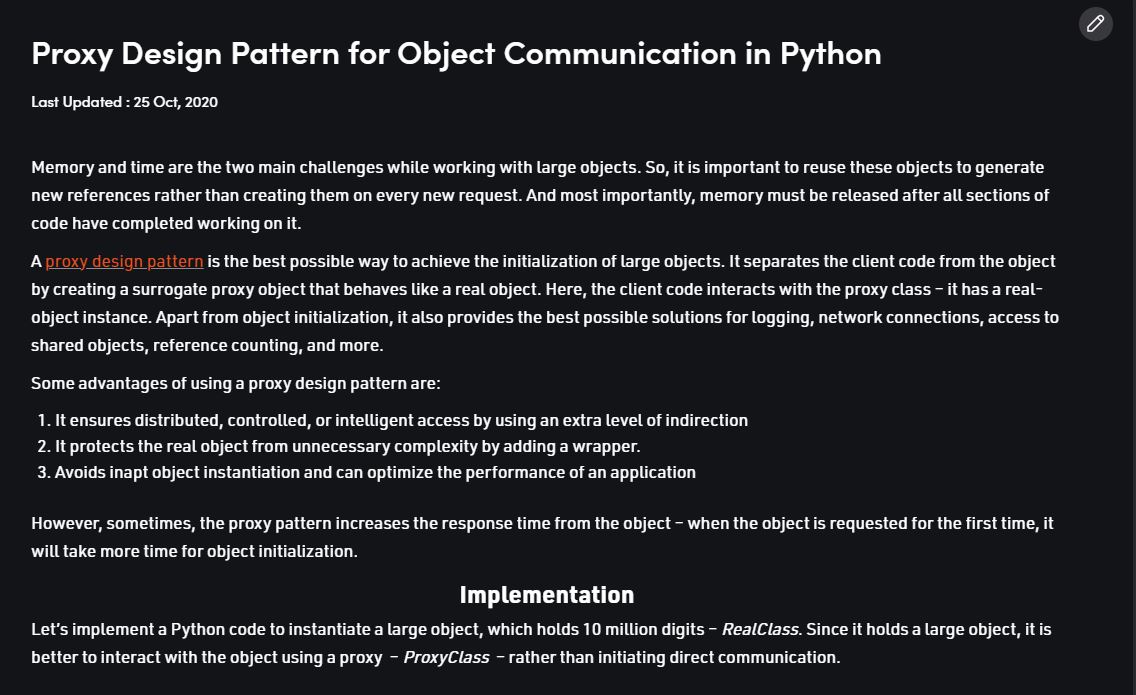 Proxy Design Pattern for Object Communication in Python
Last Updated : 25 Oct, 2020
Memory and time are the two main challenges while working with large objects. So, it is important to reuse these objects to generate
new references rather than creating them on every new request. And most importantly, memory must be released after all sections of
code have completed working on it.
A proxy design pattern is the best possible way to achieve the initialization of large objects. It separates the client code from the object
by creating a surrogate proxy object that behaves like a real object. Here, the client code interacts with the proxy class – it has a real-
object instance. Apart from object initialization, it also provides the best possible solutions for logging, network connections, access to
shared objects, reference counting, and more.
Some advantages of using a proxy design pattern are:
1. It ensures distributed, controlled, or intelligent access by using an extra level of indirection
2. It protects the real object from unnecessary complexity by adding a wrapper.
3. Avoids inapt object instantiation and can optimize the performance of an application
However, sometimes, the proxy pattern increases the response time from the object – when the object is requested for the first time, it
will take more time for object initialization.
Implementation
Let's implement a Python code to instantiate a large object, which holds 10 million digits – RealClass. Since it holds a large object, it is
better to interact with the object using a proxy – ProxyClass – rather than initiating direct communication.